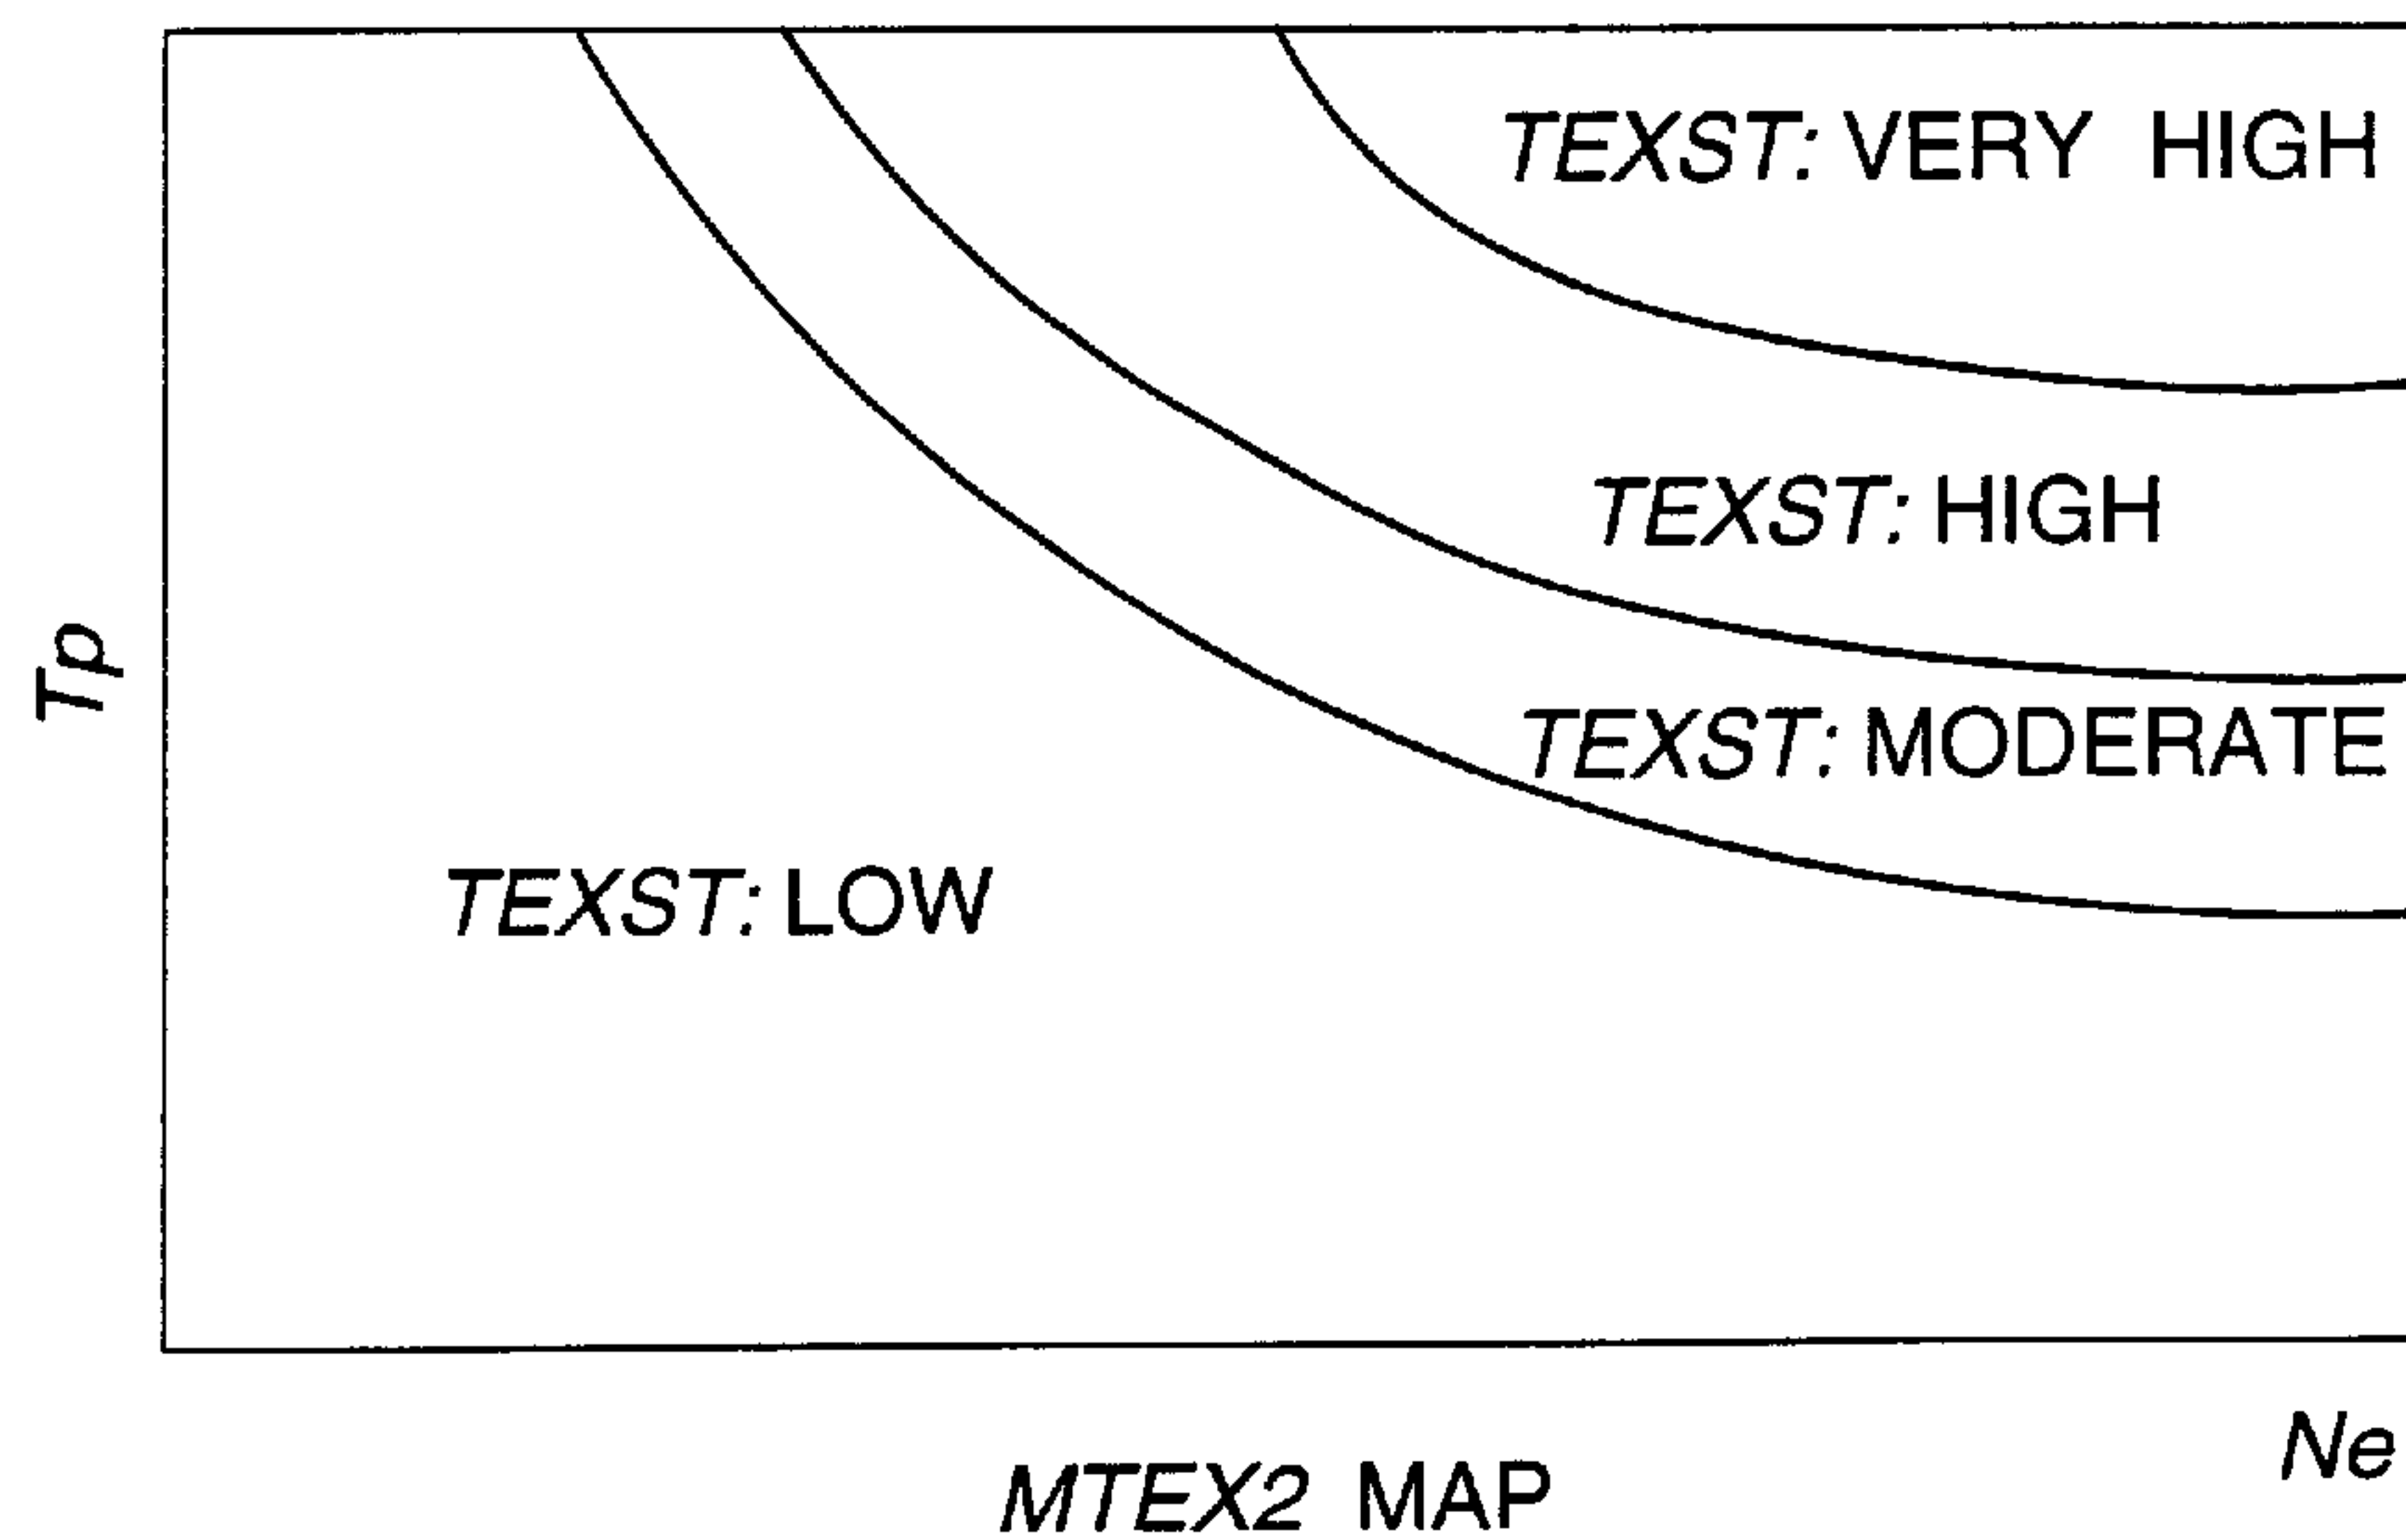 TEXST: VERY HIGH
TEXST: HIGH
Tp
TEXST: MODERATE
TEXST: LOW
Ne
MTEX2 MAP